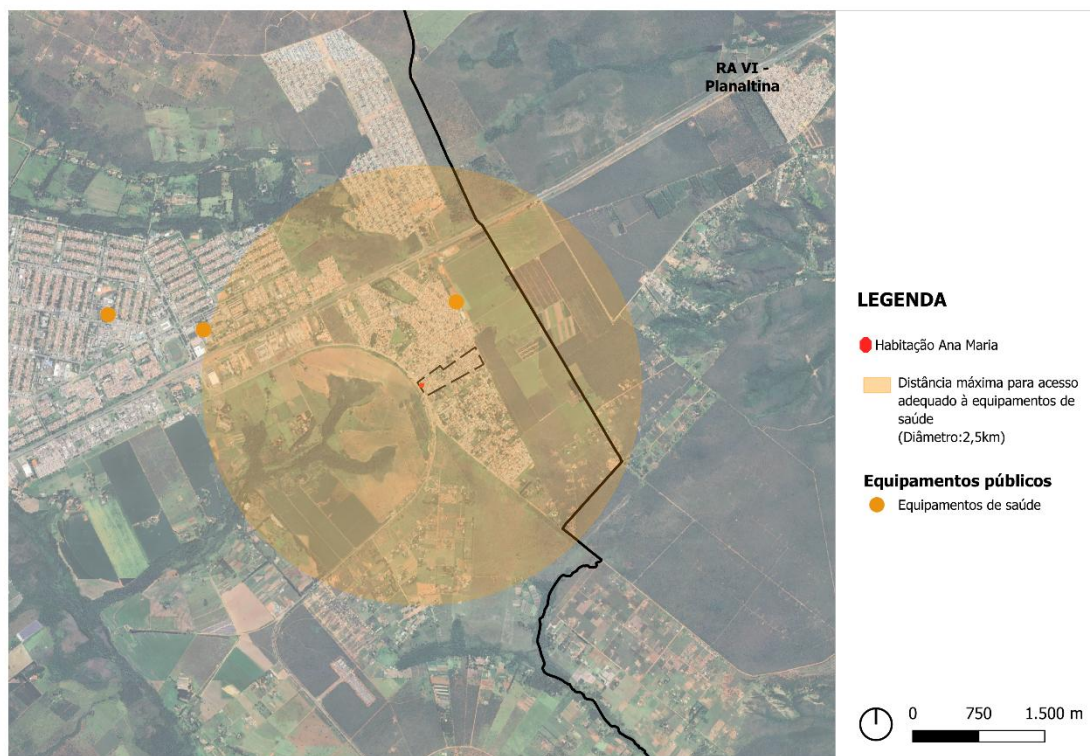 RA VI -
Planaltina
LEGENDA
Habitação Ana Maria
Distância máxima para acesso
adequado à equipamentos de
saúde
(Diâmetro:2,5km)
Equipamentos públicos
Equipamentos de saúde
0 750 1.500 m